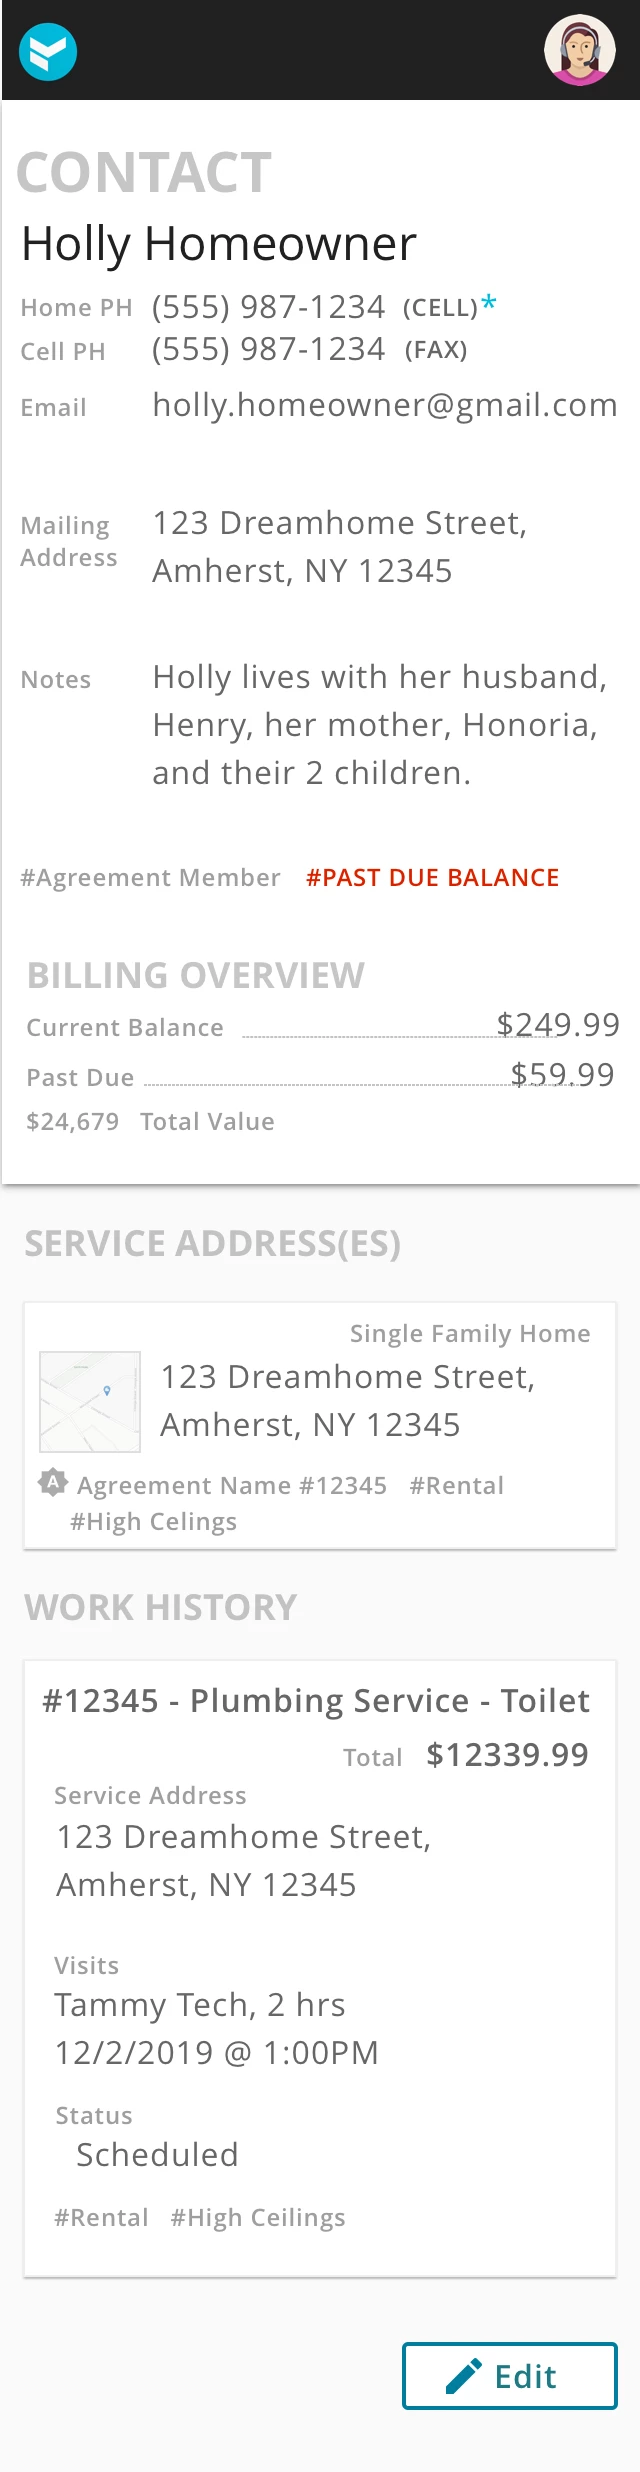 CONTACT
Holly Homeowner
Home PH (555) 987-1234 (CELL)*
Cell PH (555) 987-1234 (FAX)
Email holly.homeowner@gmail.com
Mailing Address 123 Dreamhome Street,
Amherst, NY 12345
Notes Holly lives with her husband,
Henry, her mother, Honoria,
and their 2 children.
#Agreement Member #PAST DUE BALANCE
BILLING OVERVIEW
Current Balance $249.99
Past Due $59.99
$24,679 Total Value
SERVICE ADDRESS(ES)
Single Family Home
123 Dreamhome Street,
Amherst, NY 12345
A Agreement Name #12345 #Rental
#High Celings
WORK HISTORY
#12345 - Plumbing Service - Toilet
Total $12339.99
Service Address
123 Dreamhome Street,
Amherst, NY 12345
Visits
Tammy Tech, 2 hrs
12/2/2019 @ 1:00PM
Status
Scheduled
#Rental #High Ceilings
Edit